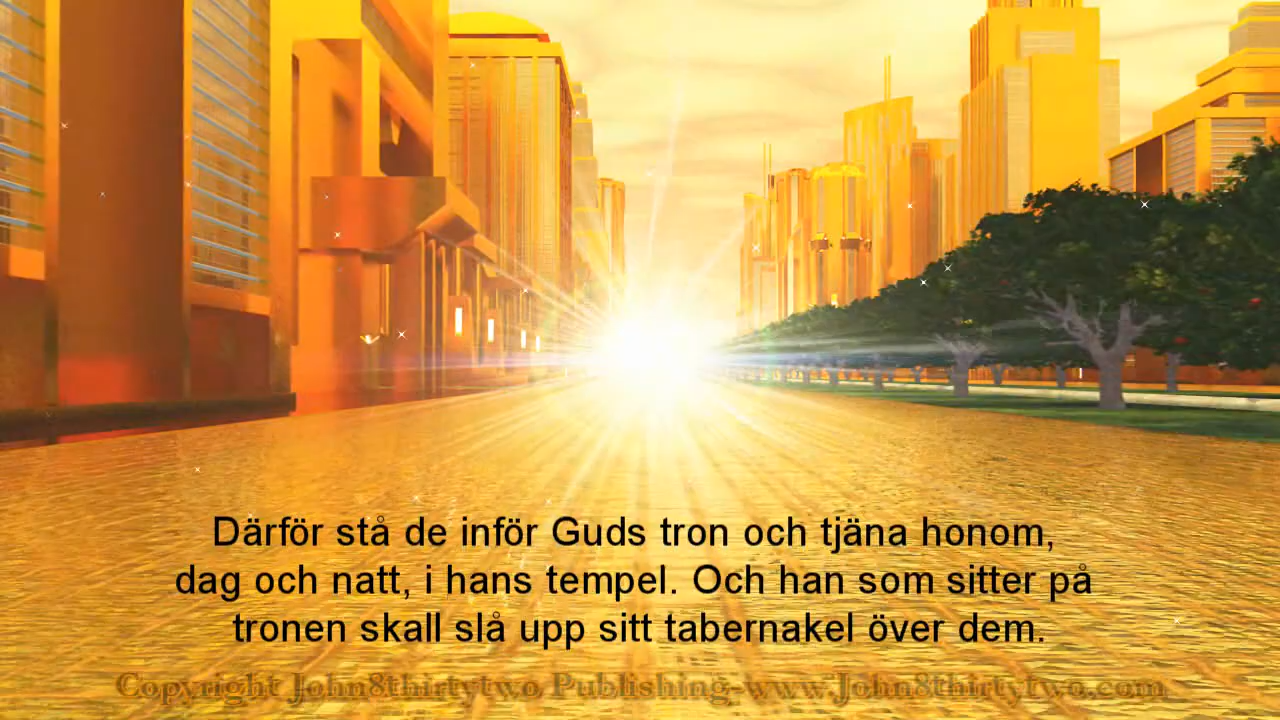 Därför stå de inför Guds tron och tjäna honom,
dag och natt, i hans tempel. Och han som sitter på
tronen skall slå upp sitt tabernakel över dem.
Copyright John8thirtytwo Publishing-www.John8thirtytwo.com